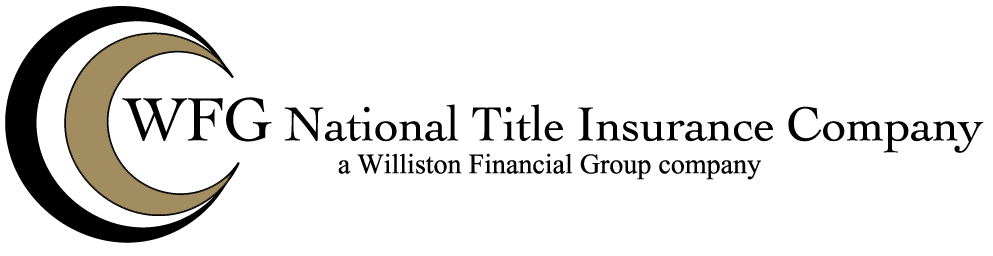 WFG National Title Insurance Company
a Williston Financial Group company